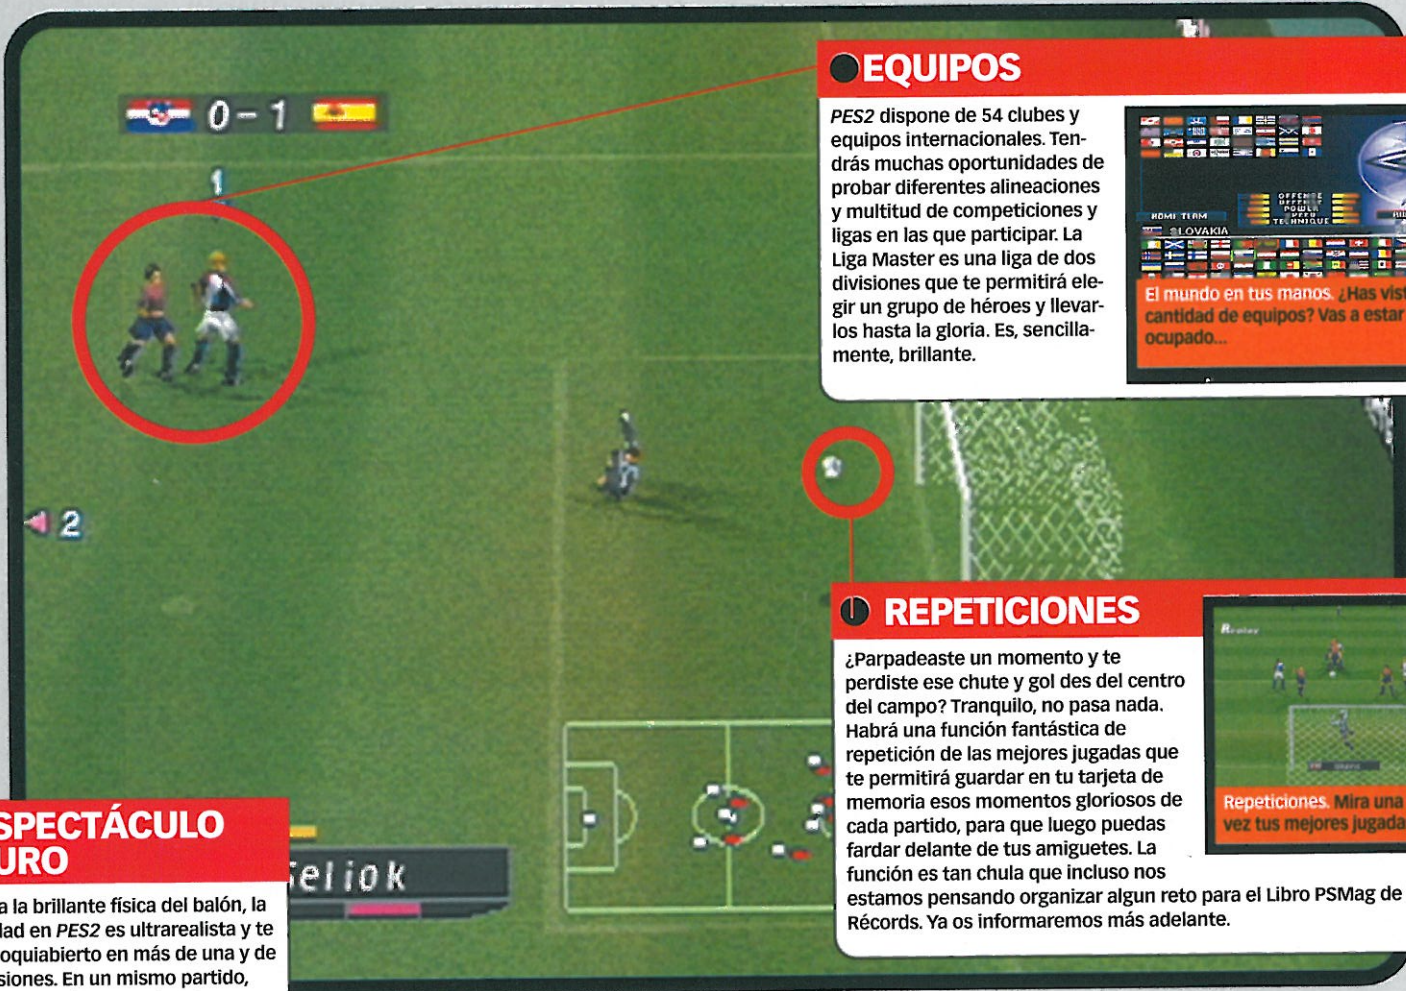 0-1
1
2
EQUIPOS
PES2 dispone de 54 clubes y
equipos internacionales. Ten-
drás muchas oportunidades de
probar diferentes alineaciones
y multitud de competiciones y
ligas en las que participar. La
Liga Master es una liga de dos
divisiones que te permitirá ele-
gir un grupo de héroes y llevar-
los hasta la gloria. Es, sencilla-
mente, brillante.
OFFENSE
DEFENSE
POWER
SPEED
TECHNIQUE
HOME TEAM
SLOVAKIA
El mundo en tus manos. ¿Has vist
cantidad de equipos? Vas a estar
ocupado...
REPETICIONES
¿Parpadeaste un momento y te
perdiste ese chute y gol des del centro
del campo? Tranquilo, no pasa nada.
Habrá una función fantástica de
repetición de las mejores jugadas que
te permitirá guardar en tu tarjeta de
memoria esos momentos gloriosos de
cada partido, para que luego puedas
fardar delante de tus amiguetes. La
función es tan chula que incluso nos
estamos pensando organizar algun reto para el Libro PSMag de
Récords. Ya os informaremos más adelante.
Replay
Repeticiones. Mira una
vez tus mejores jugada
SPECTÁCULO
URO
a la brillante física del balón, la
dad en PES2 es ultrarealista y te
oquiabierto en más de una y de
siones. En un mismo partido,
eliok